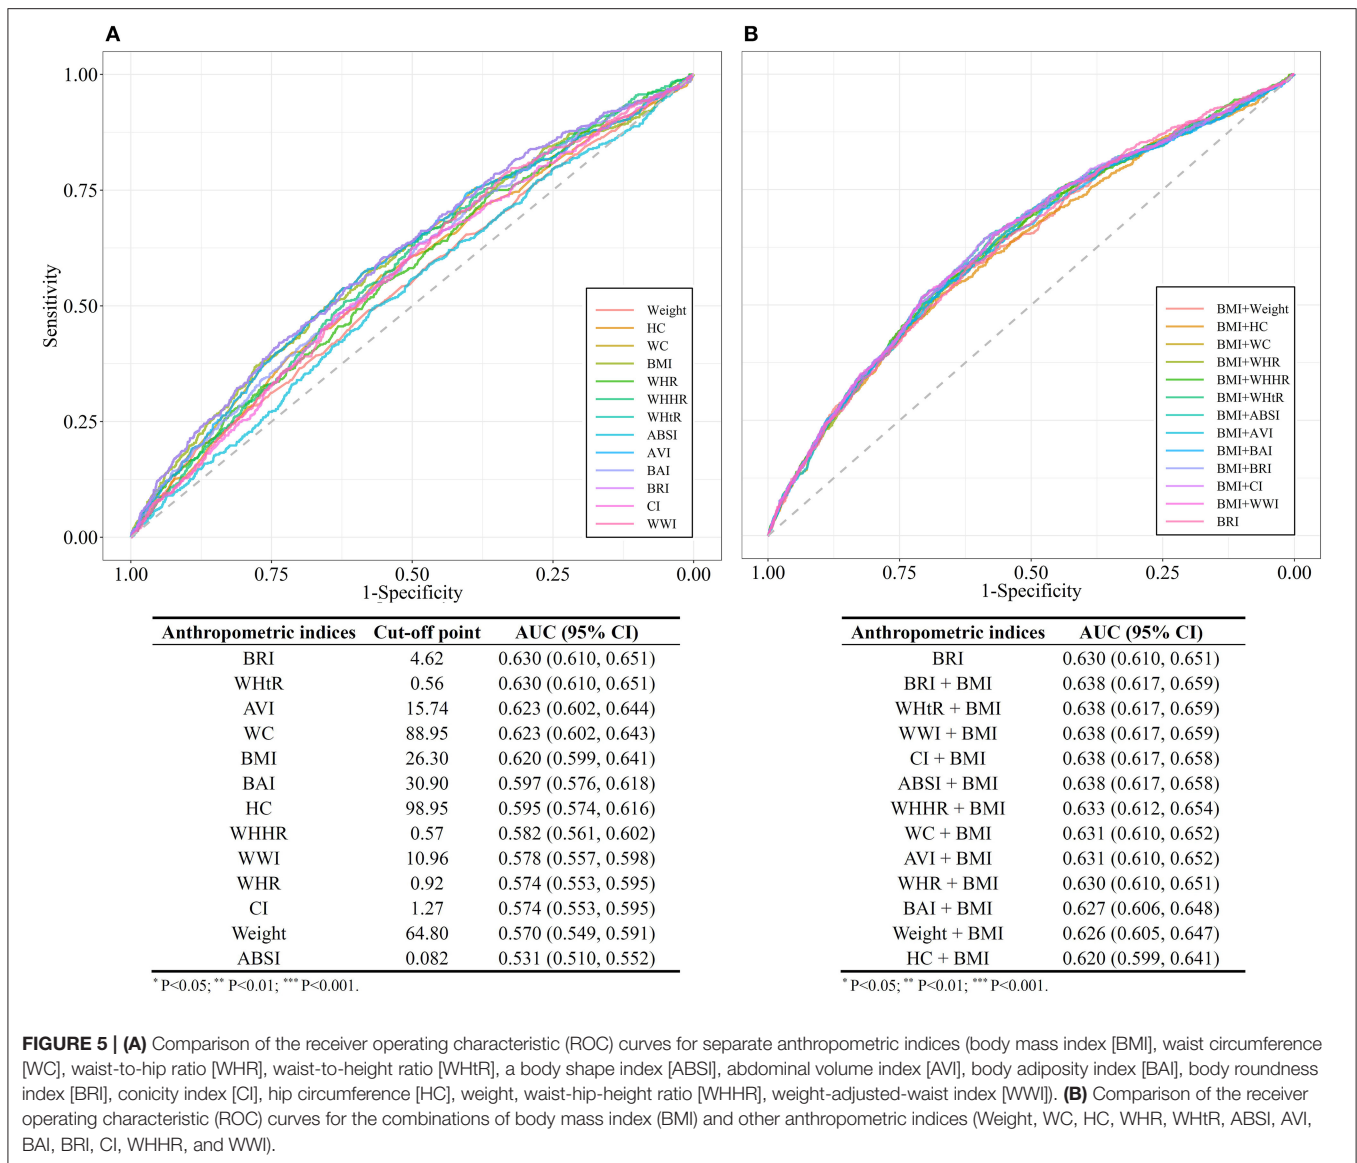 A
1.00
0.75
0.50
0.25
0.00
Sensitivity
1.00 0.75 0.50 0.25 0.00
1-Specificity
Weight
HC
WC
BMI
WHR
WHHR
WHtR
ABSI
AVI
BAI
BRI
CI
WWI
B
1.00 0.75 0.50 0.25 0.00
1-Specificity
BMI+Weight
BMI+HC
BMI+WC
BMI+WHR
BMI+WHHR
BMI+WHtR
BMI+ABSI
BMI+AVI
BMI+BAI
BMI+BRI
BMI+CI
BMI+WWI
BRI
Anthropometric indices Cut-off point AUC (95% CI)
BRI 4.62 0.630 (0.610, 0.651)
WHtR 0.56 0.630 (0.610, 0.651)
AVI 15.74 0.623 (0.602, 0.644)
WC 88.95 0.623 (0.602, 0.643)
BMI 26.30 0.620 (0.599, 0.641)
BAI 30.90 0.597 (0.576, 0.618)
HC 98.95 0.595 (0.574, 0.616)
WHHR 0.57 0.582 (0.561, 0.602)
WWI 10.96 0.578 (0.557, 0.598)
WHR 0.92 0.574 (0.553, 0.595)
CI 1.27 0.574 (0.553, 0.595)
Weight 64.80 0.570 (0.549, 0.591)
ABSI 0.082 0.531 (0.510, 0.552)
* P<0.05; ** P<0.01; *** P<0.001.
Anthropometric indices AUC (95% CI)
BRI 0.630 (0.610, 0.651)
BRI + BMI 0.638 (0.617, 0.659)
WHtR + BMI 0.638 (0.617, 0.659)
WWI + BMI 0.638 (0.617, 0.659)
CI + BMI 0.638 (0.617, 0.658)
ABSI + BMI 0.638 (0.617, 0.658)
WHHR + BMI 0.633 (0.612, 0.654)
WC + BMI 0.631 (0.610, 0.652)
AVI + BMI 0.631 (0.610, 0.652)
WHR + BMI 0.630 (0.610, 0.651)
BAI + BMI 0.627 (0.606, 0.648)
Weight + BMI 0.626 (0.605, 0.647)
HC + BMI 0.620 (0.599, 0.641)
* P<0.05; ** P<0.01; *** P<0.001.
FIGURE 5 | (A) Comparison of the receiver operating characteristic (ROC) curves for separate anthropometric indices (body mass index [BMI], waist circumference
[WC], waist-to-hip ratio [WHR], waist-to-height ratio [WHtR], a body shape index [ABSI], abdominal volume index [AVI], body adiposity index [BAI], body roundness
index [BRI], conicity index [CI], hip circumference [HC], weight, waist-hip-height ratio [WHHR], weight-adjusted-waist index [WWI]). (B) Comparison of the receiver
operating characteristic (ROC) curves for the combinations of body mass index (BMI) and other anthropometric indices (Weight, WC, HC, WHR, WHtR, ABSI, AVI,
BAI, BRI, CI, WHHR, and WWI).